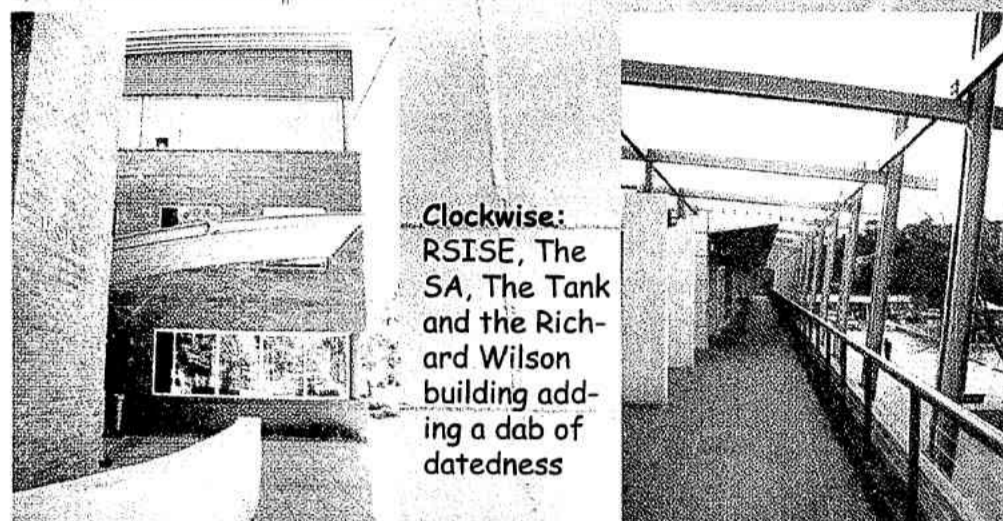 Clockwise:
RSISE, The
SA, The Tank
and the Rich-
ard Wilson
building add-
ing a dab of
datedness